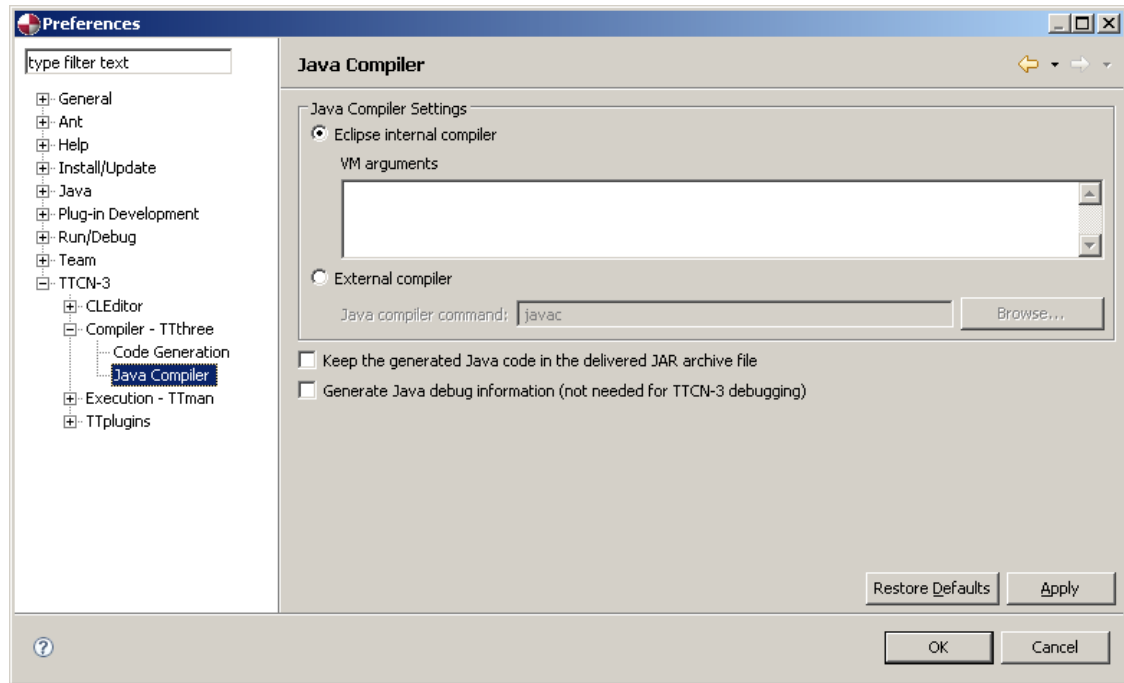 Preferences
type filter text
General
Ant
Help
Install/Update
Java
Plug-in Development
Run/Debug
Team
TTCN-3
CLEditor
Compiler - TTthree
Code Generation
Java Compiler
Execution - TTman
TTplugins
Java Compiler
Java Compiler Settings
Eclipse internal compiler
VM arguments
External compiler
Java compiler command: javac Browse...
Keep the generated Java code in the delivered JAR archive file
Generate Java debug information (not needed for TTCN-3 debugging)
Restore Defaults Apply
OK Cancel